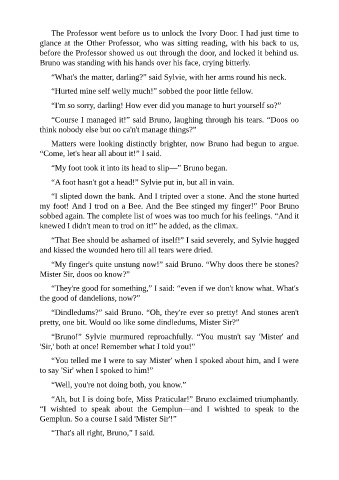 The Professor went before us to unlock the Ivory Door. I had just time to
glance at the Other Professor, who was sitting reading, with his back to us,
before the Professor showed us out through the door, and locked it behind us.
Bruno was standing with his hands over his face, crying bitterly.
“What's the matter, darling?” said Sylvie, with her arms round his neck.
“Hurted mine self welly much!” sobbed the poor little fellow.
“I'm so sorry, darling! How ever did you manage to hurt yourself so?”
“Course I managed it!” said Bruno, laughing through his tears. “Doos oo
think nobody else but oo ca'n't manage things?”
Matters were looking distinctly brighter, now Bruno had begun to argue.
“Come, let's hear all about it!” I said.
“My foot took it into its head to slip—” Bruno began.
“A foot hasn't got a head!” Sylvie put in, but all in vain.
“I slipted down the bank. And I tripted over a stone. And the stone hurted
my foot! And I trod on a Bee. And the Bee stinged my finger!” Poor Bruno
sobbed again. The complete list of woes was too much for his feelings. “And it
knewed I didn't mean to trod on it!” he added, as the climax.
“That Bee should be ashamed of itself!” I said severely, and Sylvie hugged
and kissed the wounded hero till all tears were dried.
“My finger's quite unstung now!” said Bruno. “Why doos there be stones?
Mister Sir, doos oo know?”
“They're good for something,” I said: “even if we don't know what. What's
the good of dandelions, now?”
“Dindledums?” said Bruno. “Oh, they're ever so pretty! And stones aren't
pretty, one bit. Would oo like some dindledums, Mister Sir?”
“Bruno!” Sylvie murmured reproachfully. “You mustn't say 'Mister' and
'Sir,' both at once! Remember what I told you!”
“You telled me I were to say Mister' when I spoked about him, and I were
to say 'Sir' when I spoked to him!”
“Well, you're not doing both, you know.”
“Ah, but I is doing bofe, Miss Praticular!” Bruno exclaimed triumphantly.
“I wishted to speak about the Gemplun—and I wishted to speak to the
Gemplun. So a course I said 'Mister Sir'!”
“That's all right, Bruno,” I said.